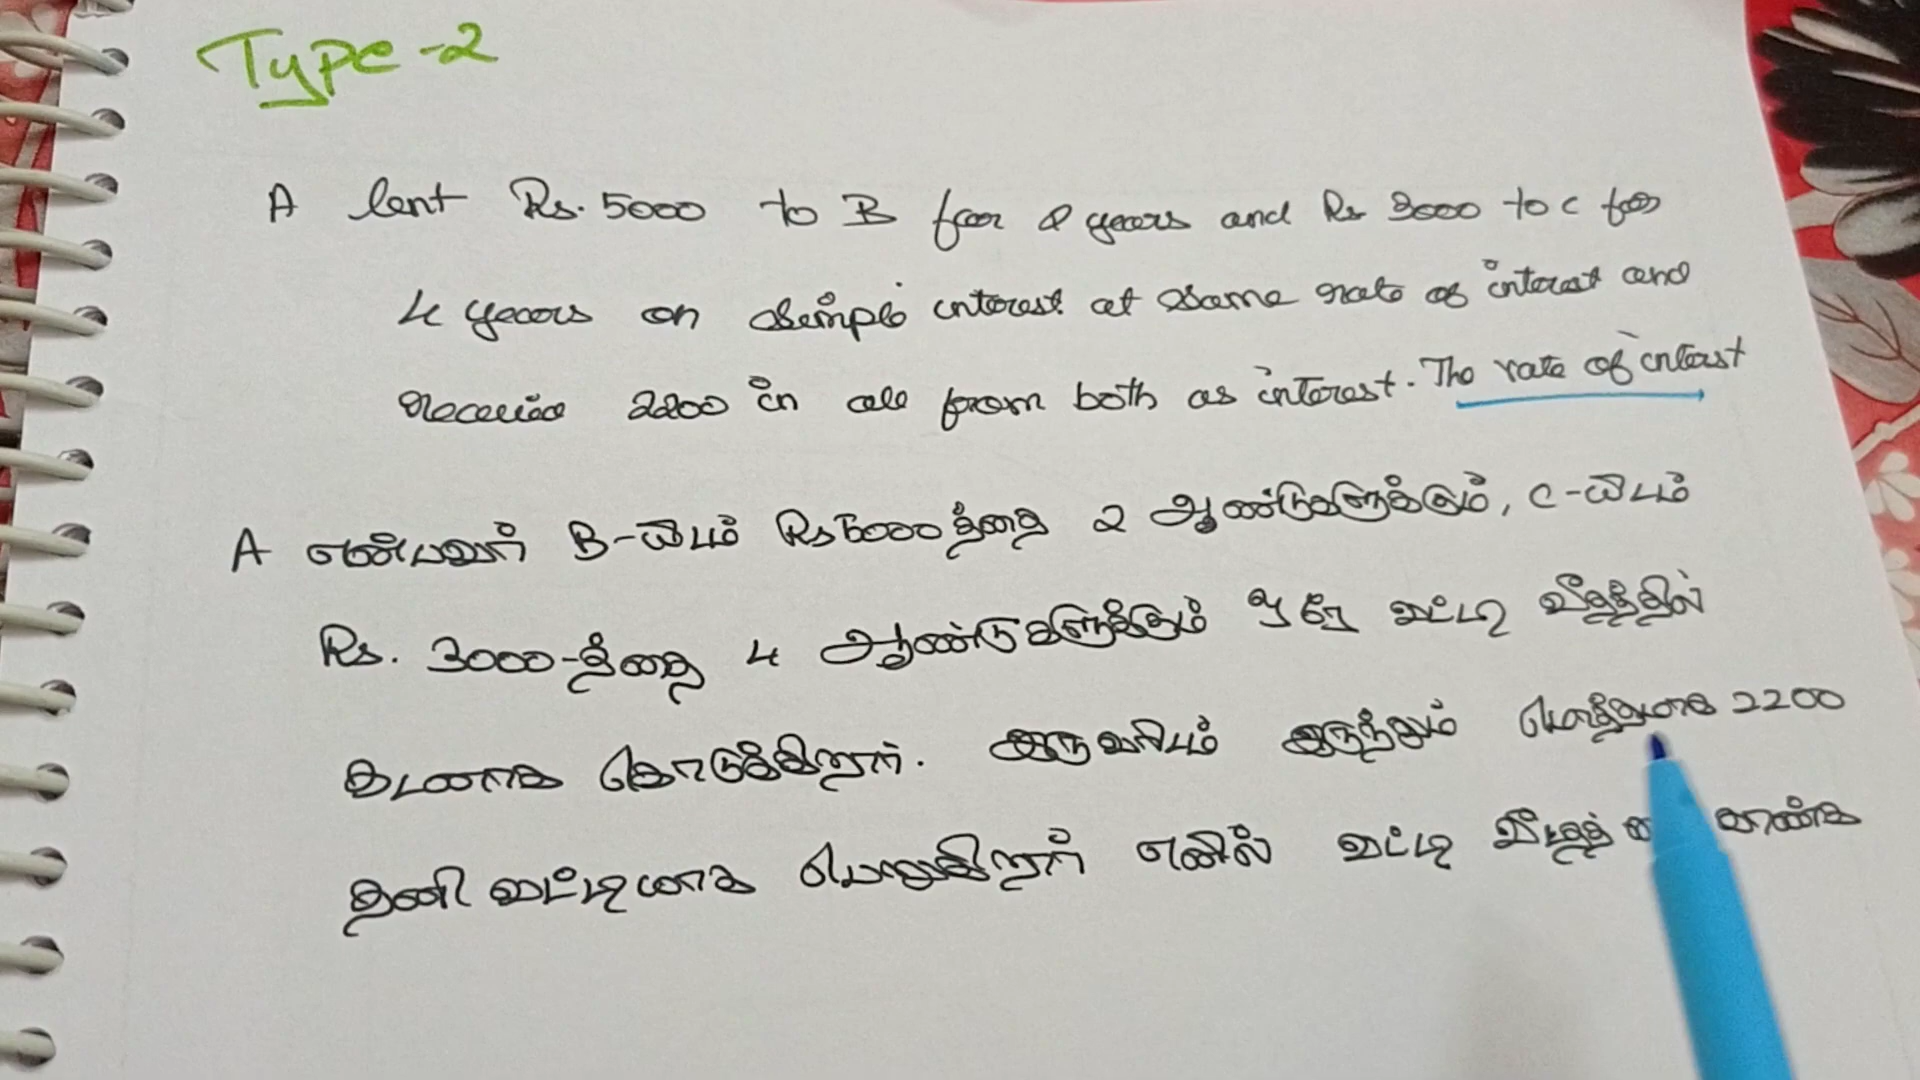 Type-2
A lent Rs. 5000 to B for 2 years and Rs 3000 to C for
4 years on simple interest at same rate of interest and
receive 2200 in all from both as interest. The rate of interest
A என்பவர் B-யிடம் Rs 5000த்தை 2 ஆண்டுகளுக்கும், C-யிடம்
Rs. 3000-த்தை 4 ஆண்டுகளுக்கும் ஒரே வட்டி வீதத்தில்
கடனாக கொடுக்கிறார். இருவரிடம் இருந்தும் மொத்தமாக 2200
தனி வட்டியாக பெறுகிறார் எனில் வட்டி காண்க